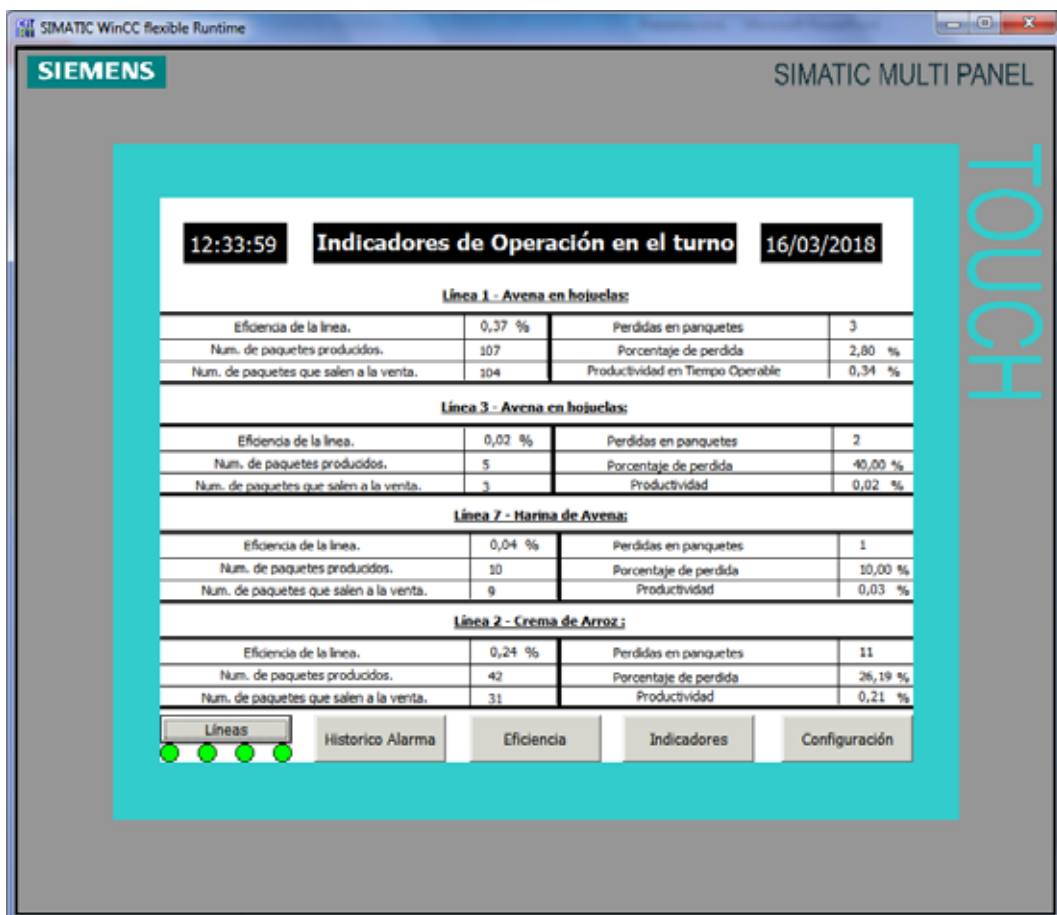 SIMATIC WinCC flexible Runtime
SIEMENS
SIMATIC MULTI PANEL
TOUCH
12:33:59 Indicadores de Operación en el turno 16/03/2018
Línea 1 - Avena en hojuelas:
Eficiencia de la linea. 0,37 % Perdidas en panquetes 3
Num. de paquetes producidos. 107 Porcentaje de perdida 2,80 %
Num. de paquetes que salen a la venta. 104 Productividad en Tiempo Operable 0,34 %
Línea 3 - Avena en hojuelas:
Eficiencia de la linea. 0,02 % Perdidas en panquetes 2
Num. de paquetes producidos. 5 Porcentaje de perdida 40,00 %
Num. de paquetes que salen a la venta. 3 Productividad 0,02 %
Línea 7 - Harina de Avena:
Eficiencia de la linea. 0,04 % Perdidas en panquetes 1
Num. de paquetes producidos. 10 Porcentaje de perdida 10,00 %
Num. de paquetes que salen a la venta. 9 Productividad 0,03 %
Línea 2 - Crema de Arroz :
Eficiencia de la linea. 0,24 % Perdidas en panquetes 11
Num. de paquetes producidos. 42 Porcentaje de perdida 26,19 %
Num. de paquetes que salen a la venta. 31 Productividad 0,21 %
Líneas Historico Alarma Eficiencia Indicadores Configuración